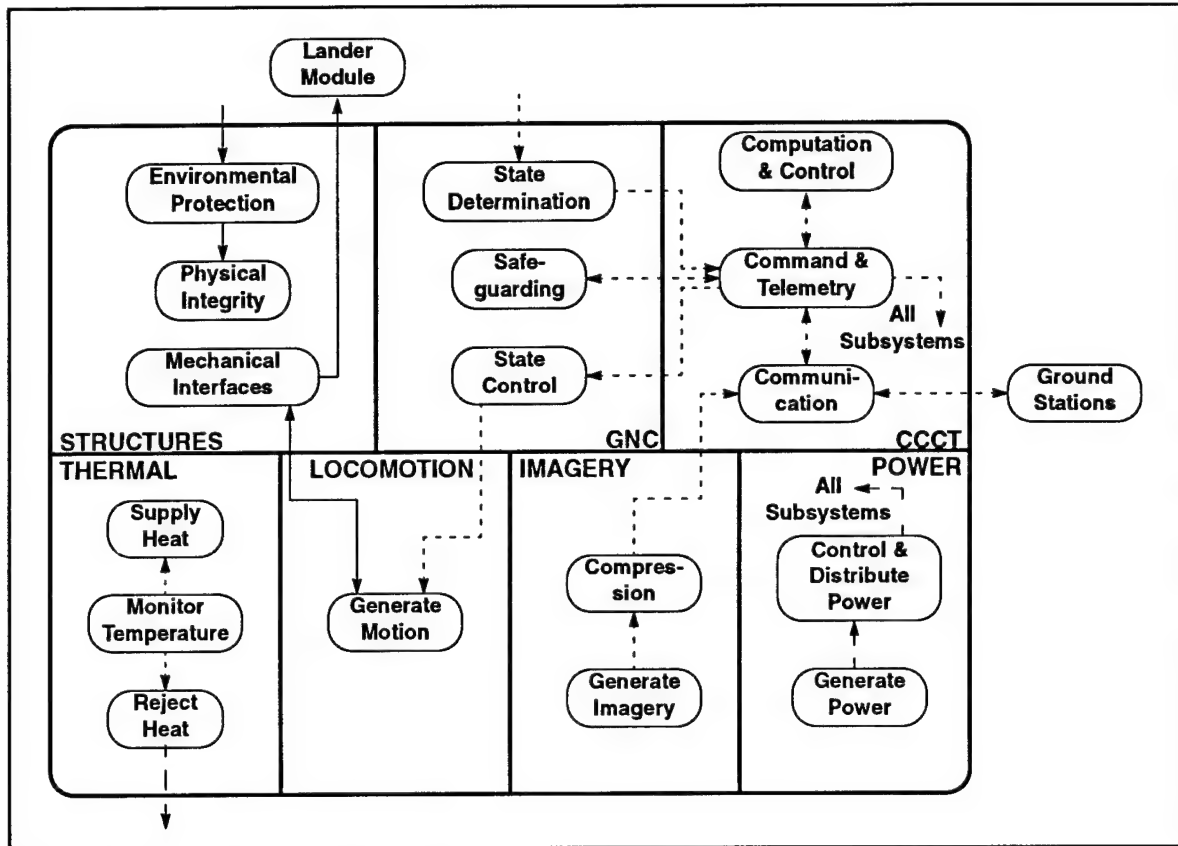 Lander
Module
Environmental
Protection
Physical
Integrity
Mechanical
Interfaces
STRUCTURES
State
Determination
Safe-
guarding
State
Control
GNC
Computation
& Control
Command &
Telemetry
All
Subsystems
Communi-
cation
CCCT
Ground
Stations
THERMAL
Supply
Heat
Monitor
Temperature
Reject
Heat
LOCOMOTION
Generate
Motion
IMAGERY
Compres-
sion
Generate
Imagery
POWER
All
Subsystems
Control &
Distribute
Power
Generate
Power